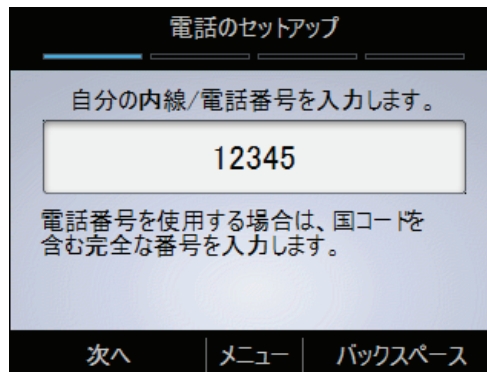 電話のセットアップ
自分の内線/電話番号を入力します。
12345
電話番号を使用する場合は、国コードを
含む完全な番号を入力します。
次へ メニュー バックスペース